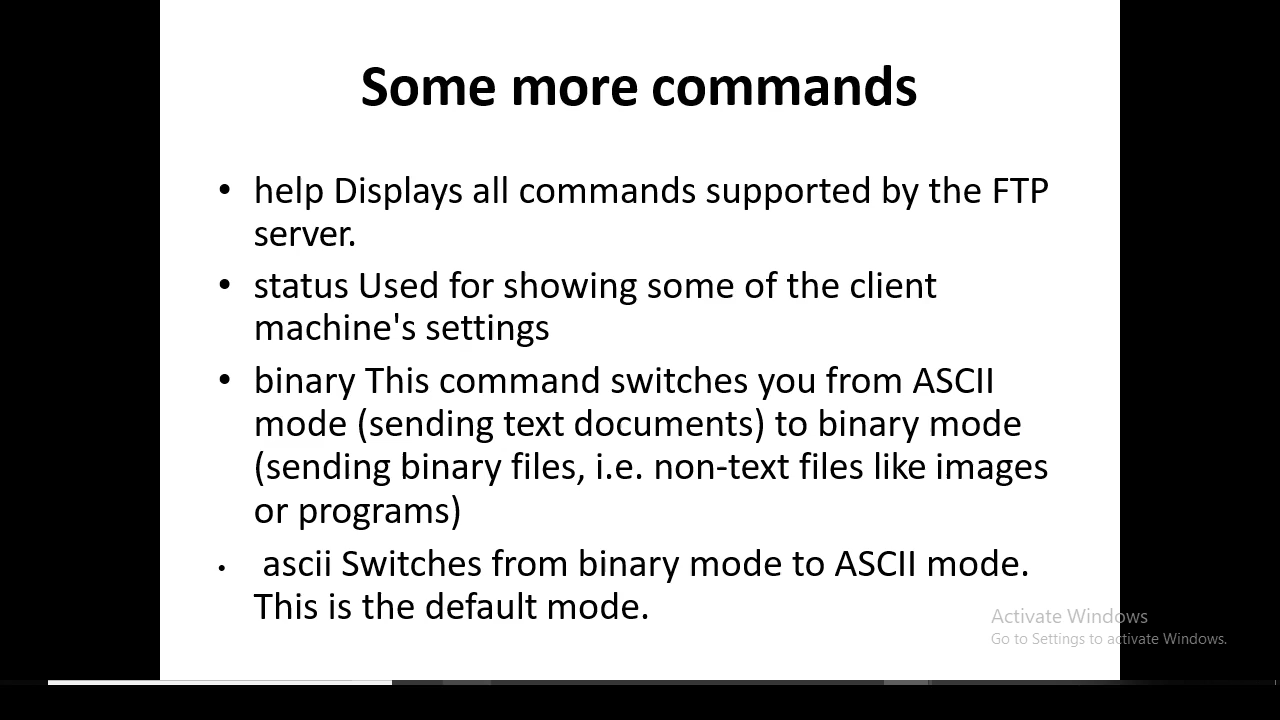 Some more commands
• help Displays all commands supported by the FTP
server.
• status Used for showing some of the client
machine's settings
• binary This command switches you from ASCII
mode (sending text documents) to binary mode
(sending binary files, i.e. non-text files like images
or programs)
• ascii Switches from binary mode to ASCII mode.
This is the default mode.
Activate Windows
Go to Settings to activate Windows.